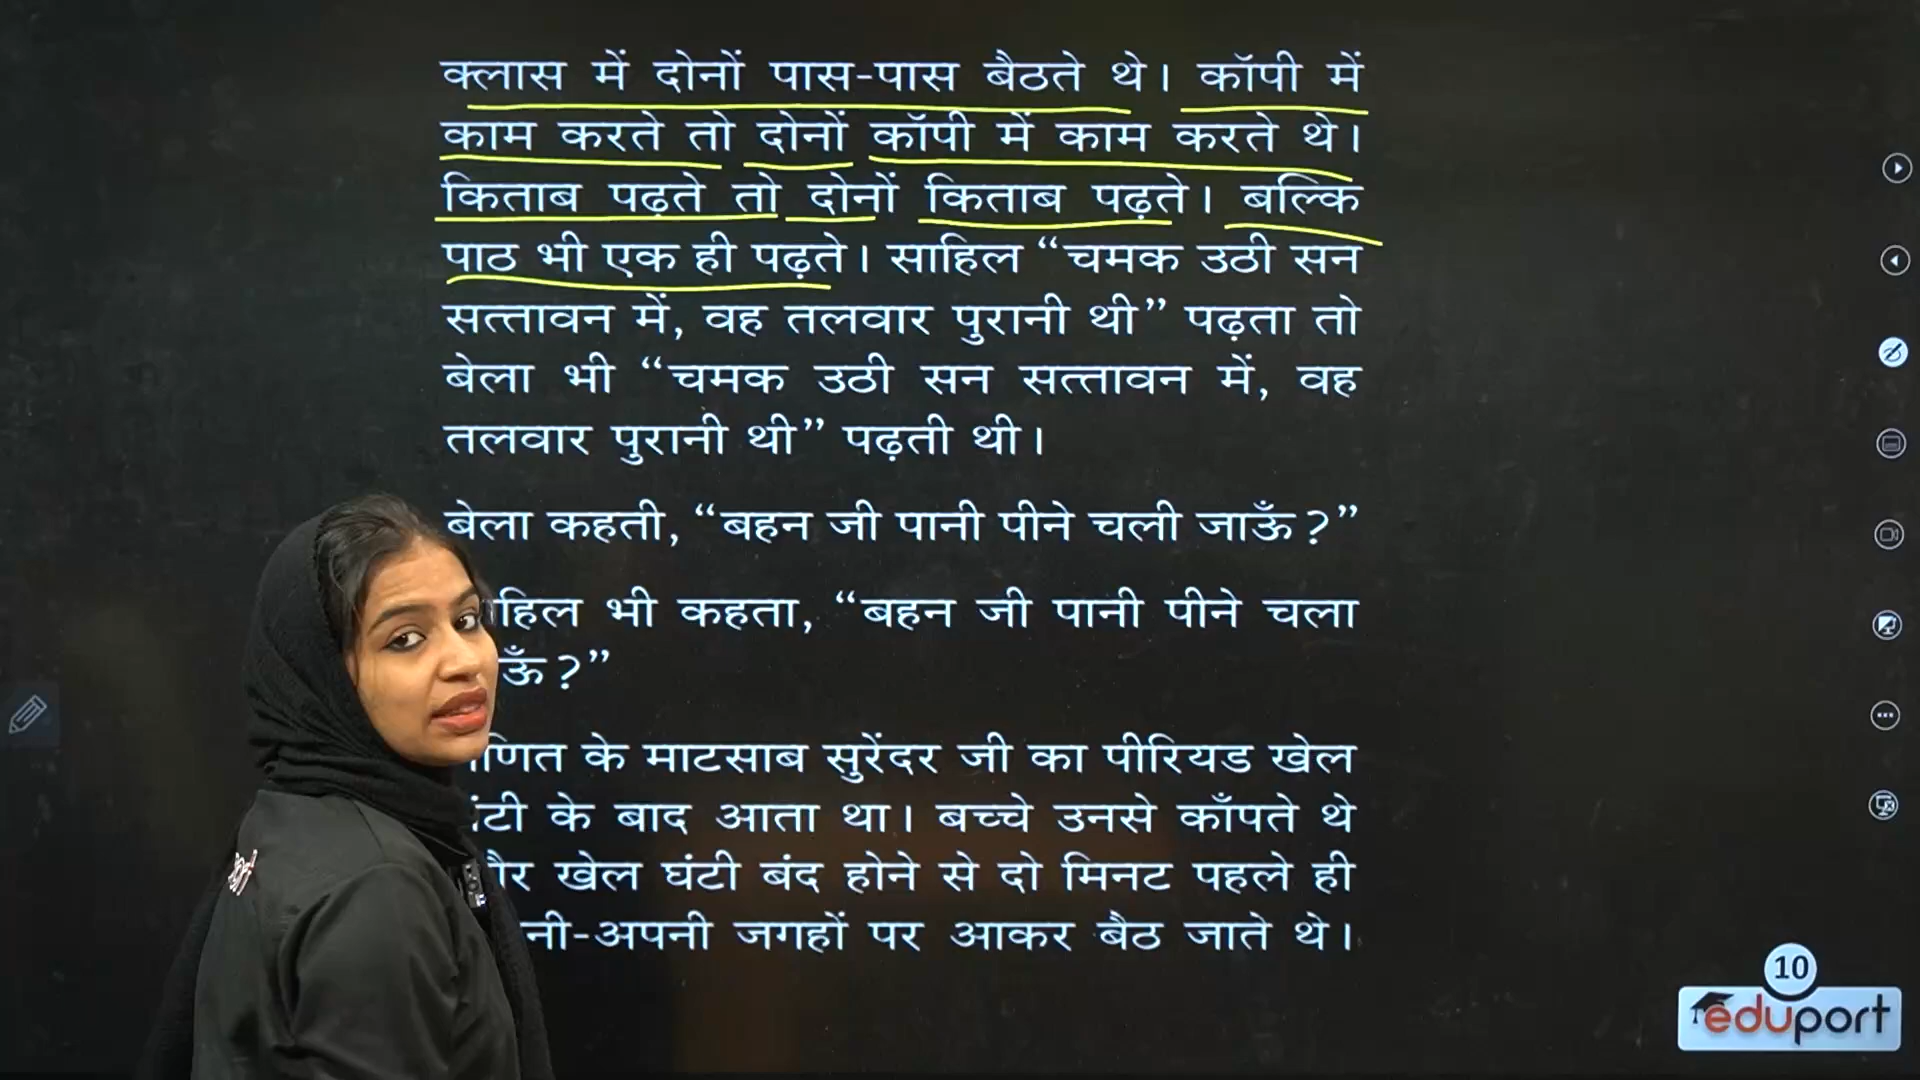 क्लास में दोनों पास-पास बैठते थे। कॉपी में
काम करते तो दोनों कॉपी में काम करते थे।
किताब पढ़ते तो दोनों किताब पढ़ते। बल्कि
पाठ भी एक ही पढ़ते। साहिल “चमक उठी सन
सत्तावन में, वह तलवार पुरानी थी” पढ़ता तो
बेला भी “चमक उठी सन सत्तावन में, वह
तलवार पुरानी थी” पढ़ती थी।
बेला कहती, “बहन जी पानी पीने चली जाऊँ?”
हिल भी कहता, “बहन जी पानी पीने चला
ऊँ?”
णित के माटसाब सुरेंदर जी का पीरियड खेल
ंटी के बाद आता था। बच्चे उनसे काँपते थे
र खेल घंटी बंद होने से दो मिनट पहले ही
नी-अपनी जगहों पर आकर बैठ जाते थे।
10
eduport